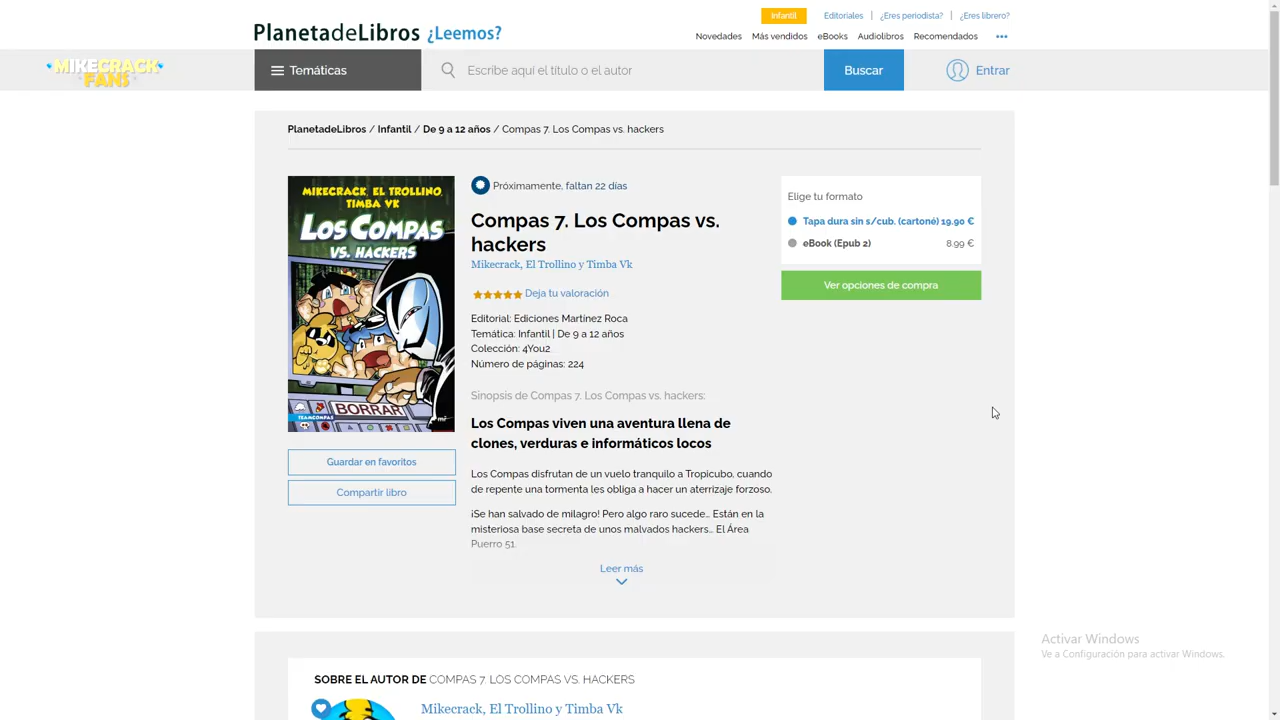 Infantil
Editoriales
¿Eres periodista?
¿Eres librero?
PlanetadeLibros ¿Leemos?
Novedades
Más vendidos
eBooks
Audiolibros
Recomendados
MIKECRACK
FANS
Temáticas
Escribe aquí el título o el autor
Buscar
Entrar
PlanetadeLibros / Infantil / De 9 a 12 años / Compas 7. Los Compas vs. hackers
MIKECRACK, EL TROLLINO,
TIMBA VK
LOS COMPAS
VS. HACKERS
BORRAR
TEAMCOMPAS
mr
Guardar en favoritos
Compartir libro
Próximamente, faltan 22 días
Compas 7. Los Compas vs.
hackers
Mikecrack, El Trollino y Timba Vk
Deja tu valoración
Editorial: Ediciones Martínez Roca
Temática: Infantil | De 9 a 12 años
Colección: 4You2
Número de páginas: 224
Sinopsis de Compas 7. Los Compas vs. hackers:
Los Compas viven una aventura llena de
clones, verduras e informáticos locos
Los Compas disfrutan de un vuelo tranquilo a Tropicubo, cuando
de repente una tormenta les obliga a hacer un aterrizaje forzoso.
¡Se han salvado de milagro! Pero algo raro sucede... Están en la
misteriosa base secreta de unos malvados hackers... El Área
Puerro 51.
Leer más
Elige tu formato
Tapa dura sin s/cub. (cartoné) 19,90 €
eBook (Epub 2) 8,99 €
Ver opciones de compra
Activar Windows
Ve a Configuración para activar Windows.
SOBRE EL AUTOR DE COMPAS 7. LOS COMPAS VS. HACKERS
Mikecrack, El Trollino y Timba Vk